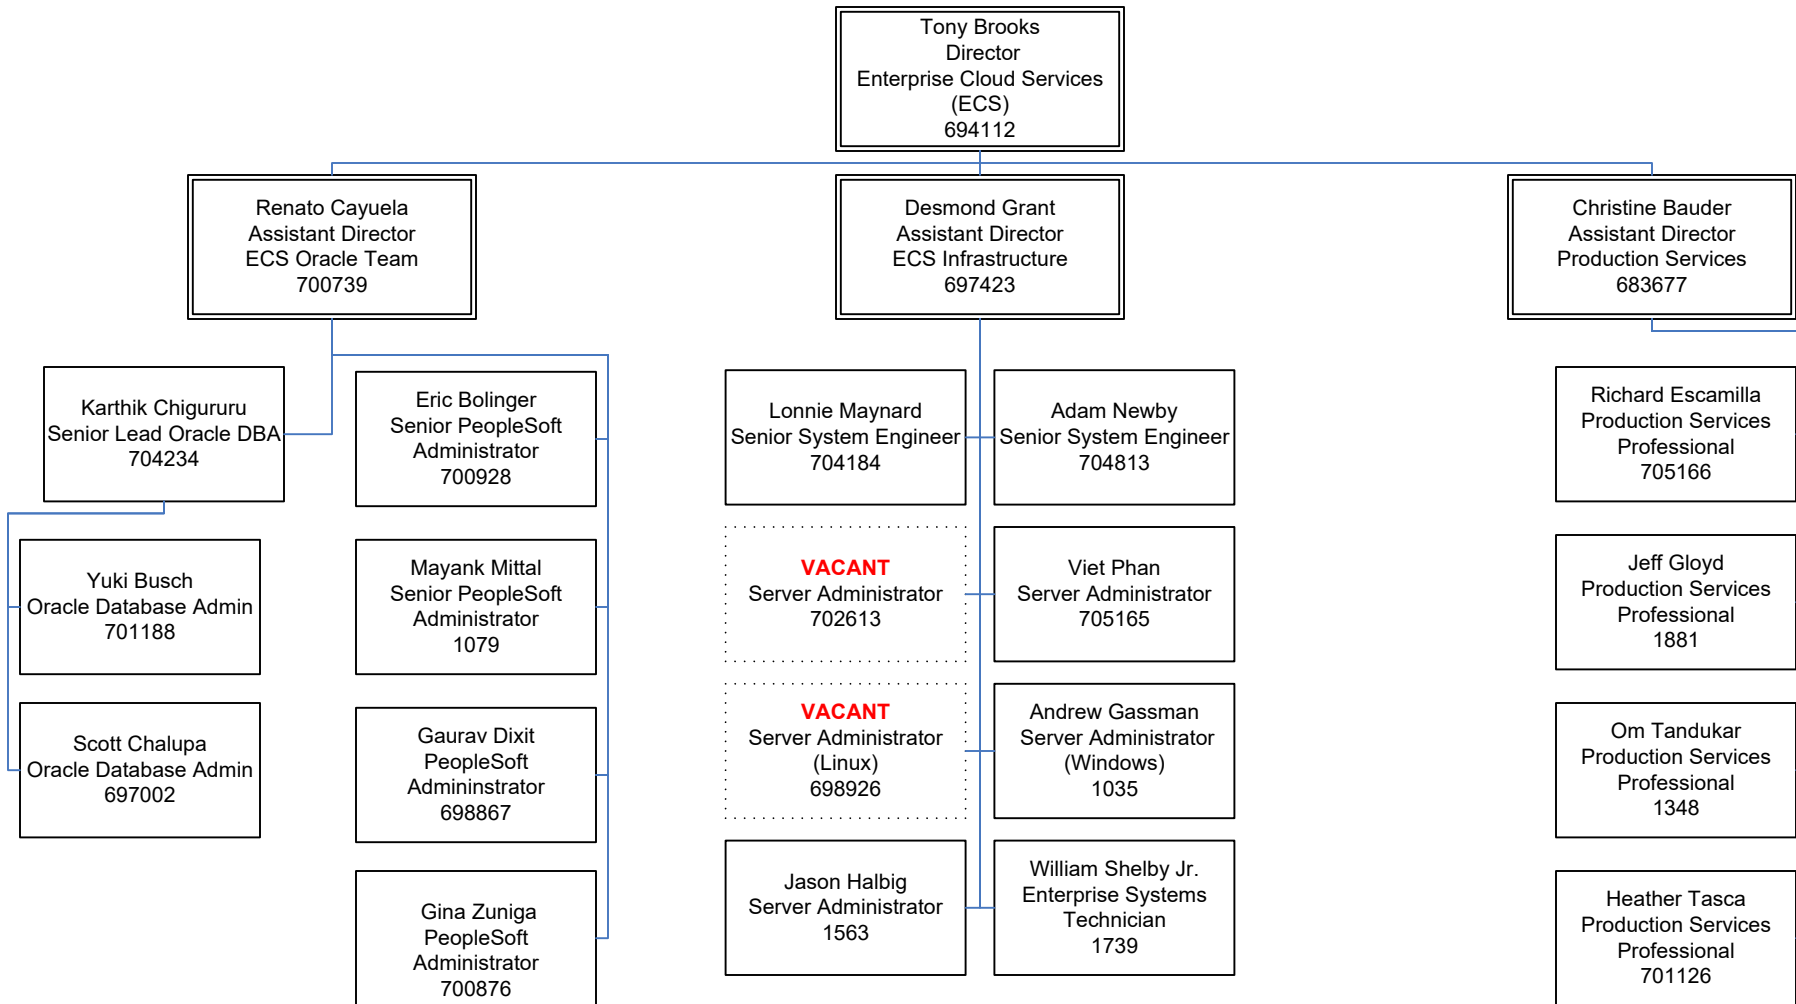 Tony Brooks
Director
Enterprise Cloud Services
(ECS)
694112
Renato Cayuela
Assistant Director
ECS Oracle Team
700739
Desmond Grant
Assistant Director
ECS Infrastructure
697423
Christine Bauder
Assistant Director
Production Services
683677
Karthik Chigururu
Senior Lead Oracle DBA
704234
Yuki Busch
Oracle Database Admin
701188
Scott Chalupa
Oracle Database Admin
697002
Eric Bolinger
Senior PeopleSoft
Administrator
700928
Mayank Mittal
Senior PeopleSoft
Administrator
1079
Gaurav Dixit
PeopleSoft
Admininstrator
698867
Gina Zuniga
PeopleSoft
Administrator
700876
Lonnie Maynard
Senior System Engineer
704184
Adam Newby
Senior System Engineer
704813
VACANT
Server Administrator
702613
Viet Phan
Server Administrator
705165
VACANT
Server Administrator
(Linux)
698926
Andrew Gassman
Server Administrator
(Windows)
1035
Jason Halbig
Server Administrator
1563
William Shelby Jr.
Enterprise Systems
Technician
1739
Richard Escamilla
Production Services
Professional
705166
Jeff Gloyd
Production Services
Professional
1881
Om Tandukar
Production Services
Professional
1348
Heather Tasca
Production Services
Professional
701126